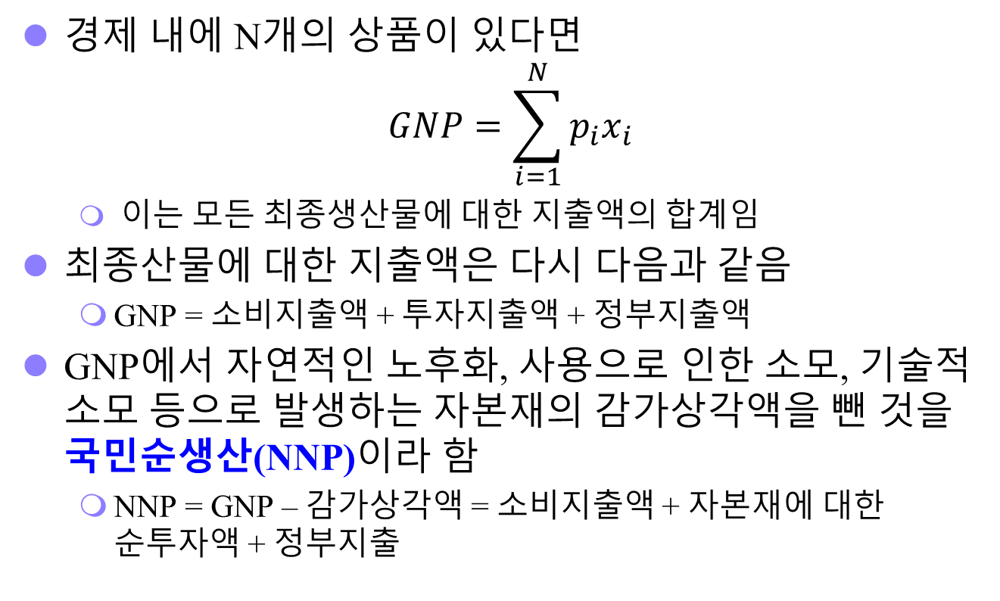 ● 경제 내에 N개의 상품이 있다면
GNP = \sum_{i=1}^{N} p_i x_i
❍ 이는 모든 최종생산물에 대한 지출액의 합계임
● 최종산물에 대한 지출액은 다시 다음과 같음
❍ GNP = 소비지출액 + 투자지출액 + 정부지출액
● GNP에서 자연적인 노후화, 사용으로 인한 소모, 기술적
소모 등으로 발생하는 자본재의 감가상각액을 뺀 것을
국민순생산(NNP)이라 함
❍ NNP = GNP – 감가상각액 = 소비지출액 + 자본재에 대한
순투자액 + 정부지출